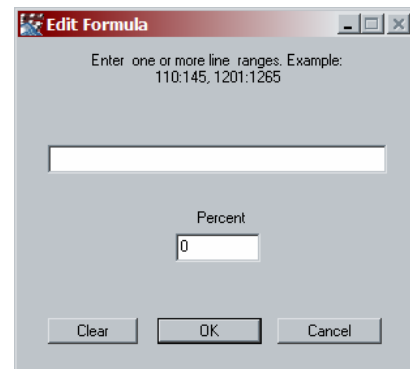 Edit Formula
Enter one or more line ranges. Example:
110:145, 1201:1265
Percent
0
Clear OK Cancel